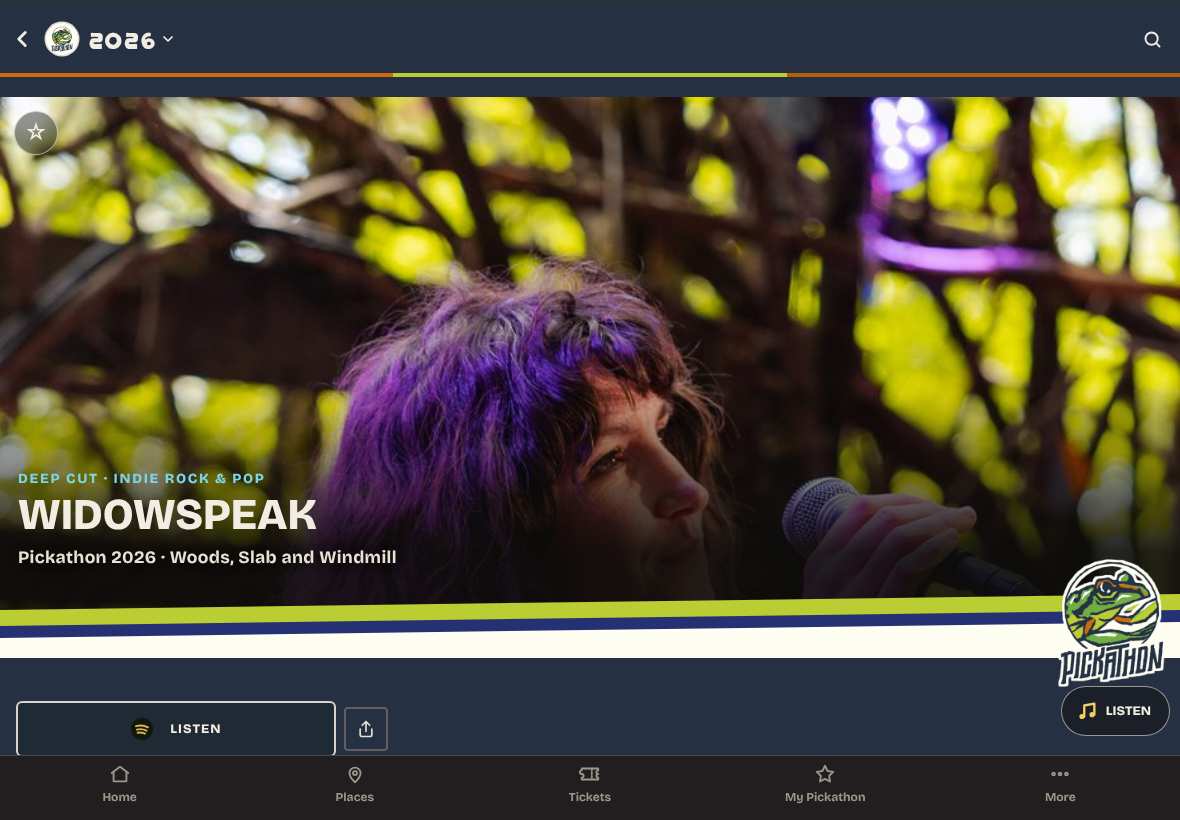 2026
DEEP CUT · INDIE ROCK & POP
WIDOWSPEAK
Pickathon 2026 · Woods, Slab and Windmill
PICKATHON
LISTEN
LISTEN
Home
Places
Tickets
My Pickathon
More